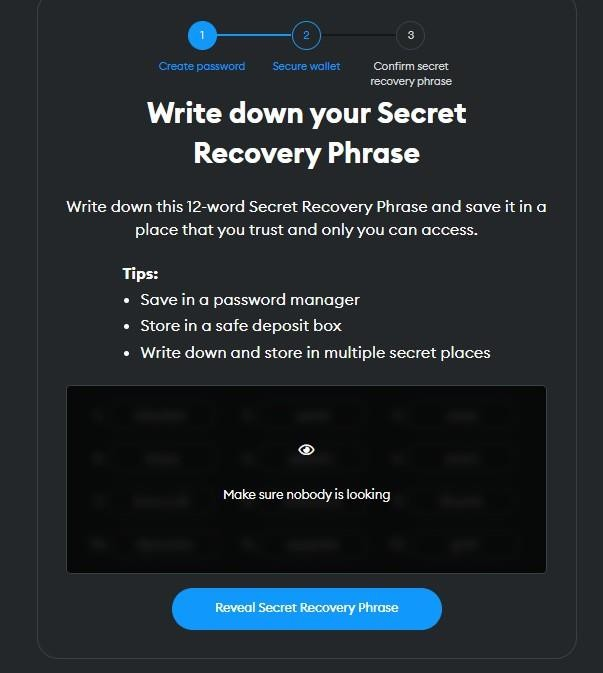 1
2
3
Create password
Secure wallet
Confirm secret
recovery phrase
Write down your Secret
Recovery Phrase
Write down this 12-word Secret Recovery Phrase and save it in a
place that you trust and only you can access.
Tips:
• Save in a password manager
• Store in a safe deposit box
• Write down and store in multiple secret places
Make sure nobody is looking
Reveal Secret Recovery Phrase